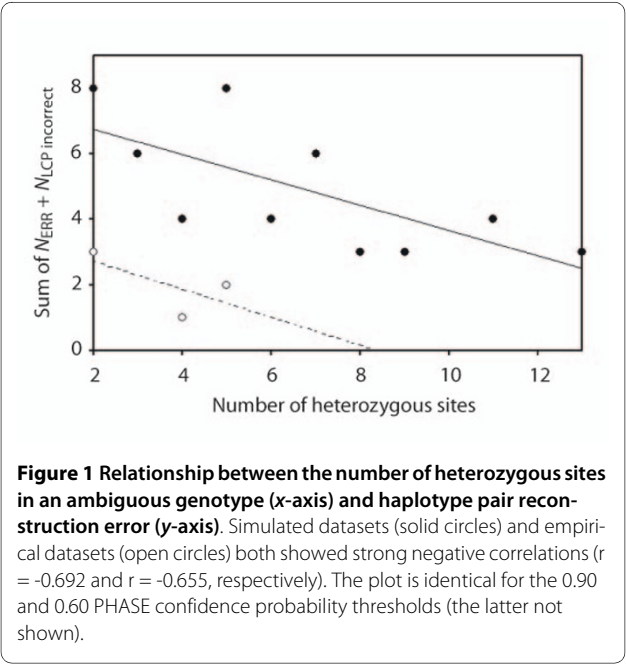 8
6
4
2
0
2 4 6 8 10 12
Sum of NERR + NLCP incorrect
Number of heterozygous sites
Figure 1 Relationship between the number of heterozygous sites
in an ambiguous genotype (x-axis) and haplotype pair recon-
struction error (y-axis). Simulated datasets (solid circles) and empiri-
cal datasets (open circles) both showed strong negative correlations (r
= -0.692 and r = -0.655, respectively). The plot is identical for the 0.90
and 0.60 PHASE confidence probability thresholds (the latter not
shown).